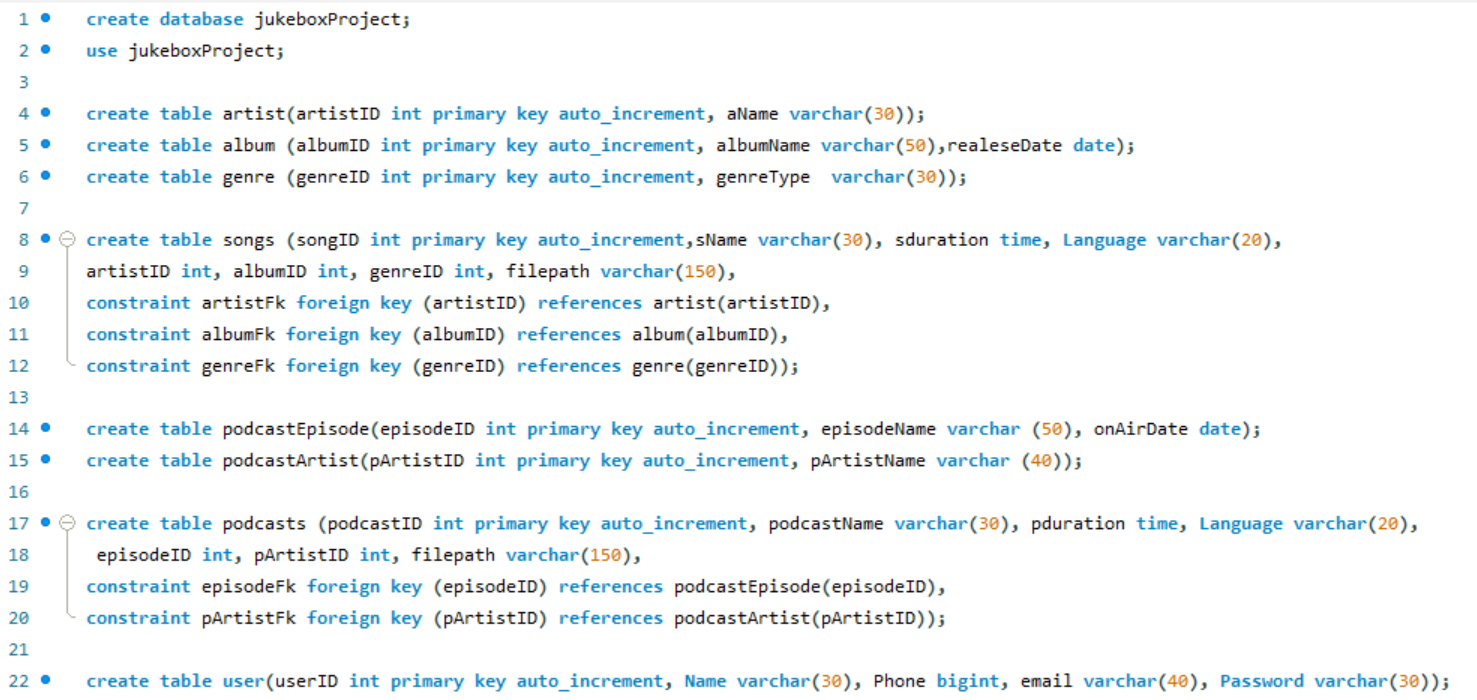 1 create database jukeboxProject;
2 use jukeboxProject;
3
4 create table artist(artistID int primary key auto_increment, aName varchar(30));
5 create table album (albumID int primary key auto_increment, albumName varchar(50),realeseDate date);
6 create table genre (genreID int primary key auto_increment, genreType  varchar(30));
7
8 create table songs (songID int primary key auto_increment,sName varchar(30), sduration time, Language varchar(20),
9 artistID int, albumID int, genreID int, filepath varchar(150),
10 constraint artistFk foreign key (artistID) references artist(artistID),
11 constraint albumFk foreign key (albumID) references album(albumID),
12 constraint genreFk foreign key (genreID) references genre(genreID));
13
14 create table podcastEpisode(episodeID int primary key auto_increment, episodeName varchar (50), onAirDate date);
15 create table podcastArtist(pArtistID int primary key auto_increment, pArtistName varchar (40));
16
17 create table podcasts (podcastID int primary key auto_increment, podcastName varchar(30), pduration time, Language varchar(20),
18 episodeID int, pArtistID int, filepath varchar(150),
19 constraint episodeFk foreign key (episodeID) references podcastEpisode(episodeID),
20 constraint pArtistFk foreign key (pArtistID) references podcastArtist(pArtistID));
21
22 create table user(userID int primary key auto_increment, Name varchar(30), Phone bigint, email varchar(40), Password varchar(30));